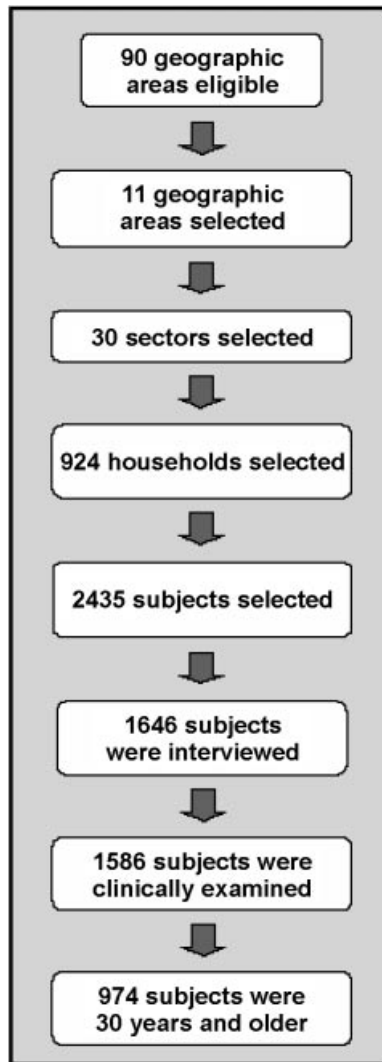 90 geographic
areas eligible
11 geographic
areas selected
30 sectors selected
924 households selected
2435 subjects selected
1646 subjects
were interviewed
1586 subjects were
clinically examined
974 subjects were
30 years and older